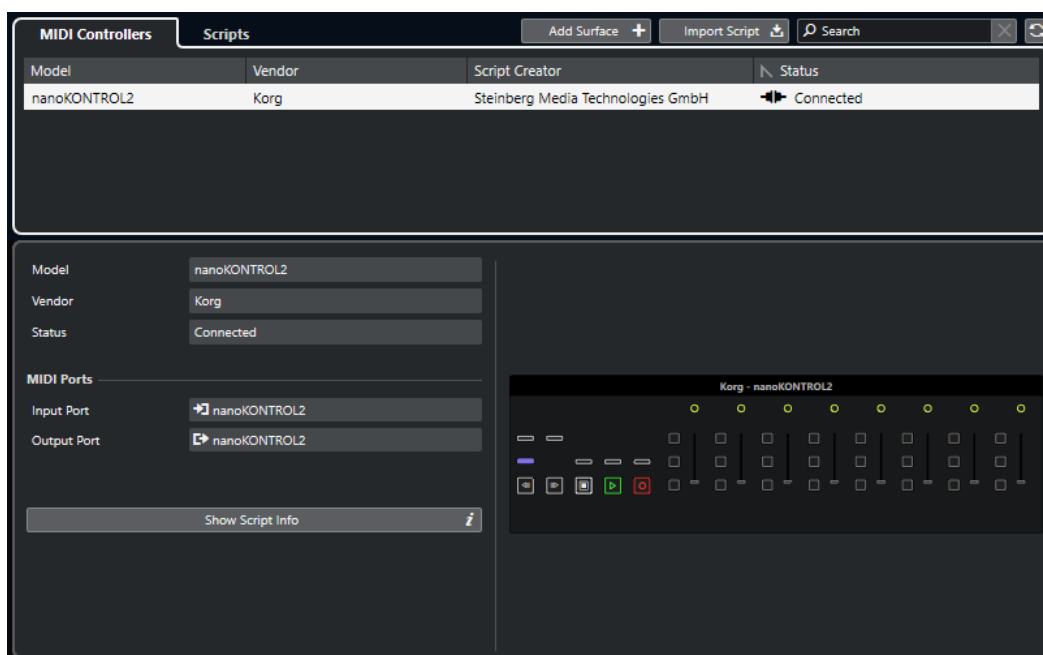 MIDI Controllers Scripts Add Surface Import Script Search
Model Vendor Script Creator Status
nanoKONTROL2 Korg Steinberg Media Technologies GmbH Connected
Model nanoKONTROL2
Vendor Korg
Status Connected
MIDI Ports
Input Port nanoKONTROL2
Output Port nanoKONTROL2
Show Script Info i
Korg - nanoKONTROL2